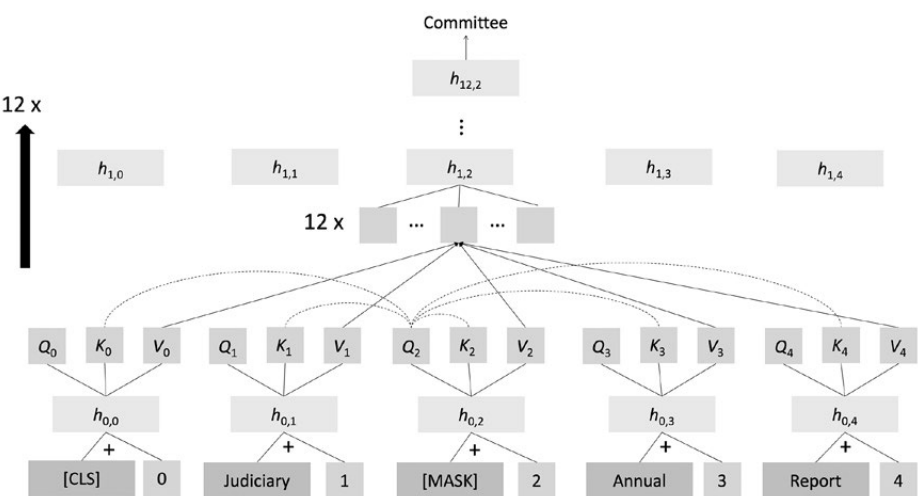 Committee
h12,2
12 x
⋮
h1,0 h1,1 h1,2 h1,3 h1,4
12 x ... ...
Q0 K0 V0 Q1 K1 V1 Q2 K2 V2 Q3 K3 V3 Q4 K4 V4
h0,0 h0,1 h0,2 h0,3 h0,4
+ + + + +
[CLS] 0 Judiciary 1 [MASK] 2 Annual 3 Report 4